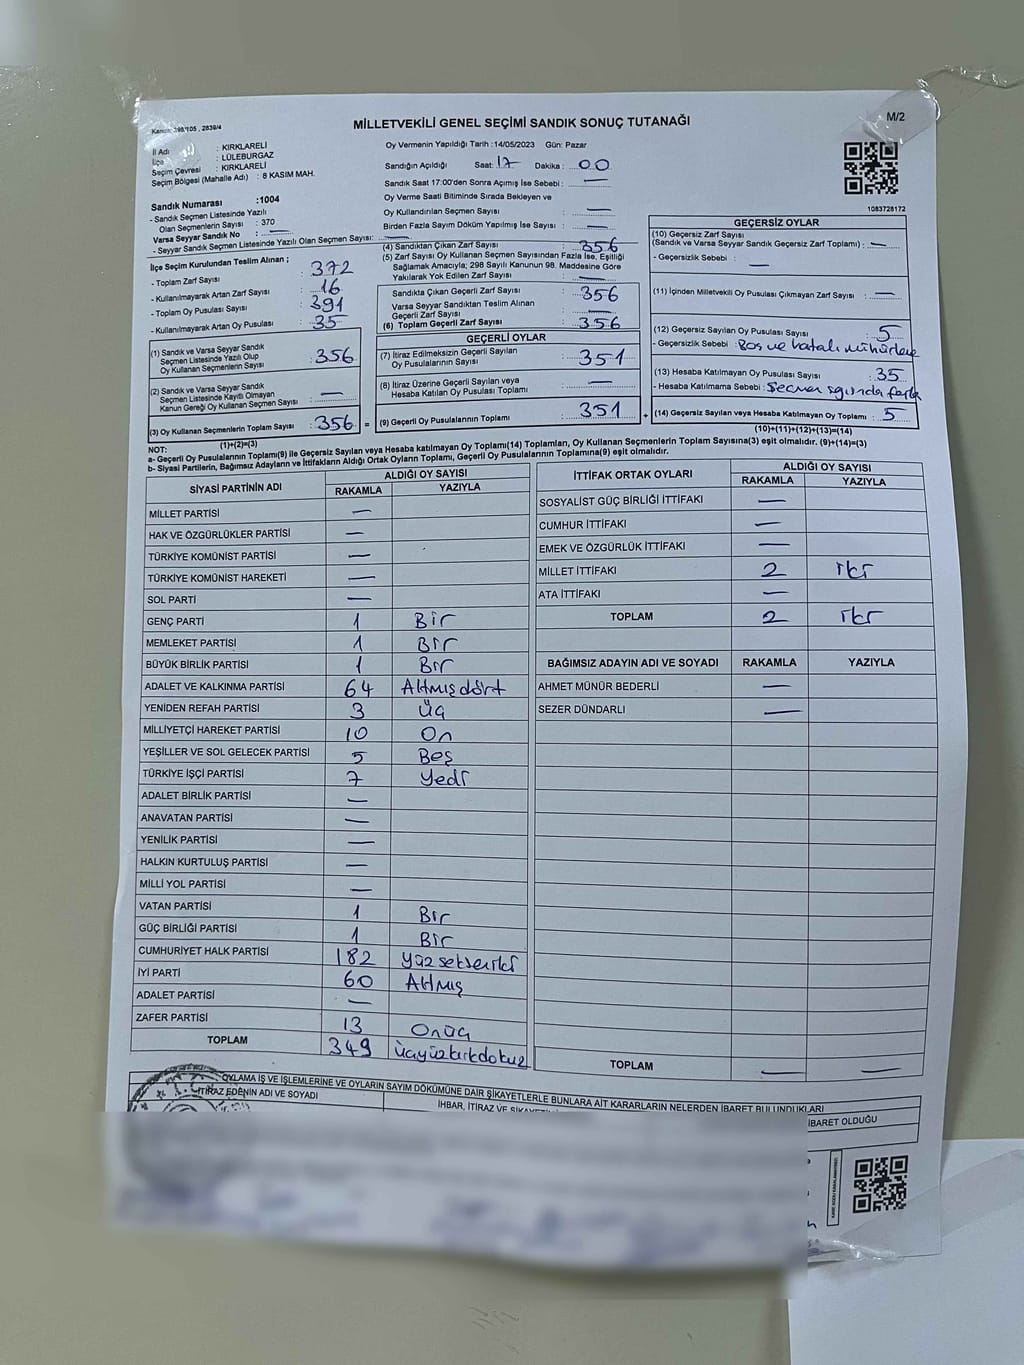 M/2
Kanun: 298/105 , 2839/4
MİLLETVEKİLİ GENEL SEÇİMİ SANDIK SONUÇ TUTANAĞI
İl Adı : KIRKLARELİ
İlçe : LÜLEBURGAZ
Seçim Çevresi : KIRKLARELİ
Seçim Bölgesi (Mahalle Adı) : 8 KASIM MAH.
Sandık Numarası :1004
- Sandık Seçmen Listesinde Yazılı
Olan Seçmenlerin Sayısı : 370
Varsa Seyyar Sandık No : —
- Seyyar Sandık Seçmen Listesinde Yazılı Olan Seçmen Sayısı: —
Oy Vermenin Yapıldığı Tarih :14/05/2023 Gün: Pazar
Sandığın Açıldığı Saat: 17 Dakika : 00
Sandık Saat 17:00'den Sonra Açımış İse Sebebi : —
Oy Verme Saati Bitiminde Sırada Bekleyen ve
Oy Kullandırılan Seçmen Sayısı : —
Birden Fazla Sayım Döküm Yapılmış İse Sayısı : —
1083728172
İlçe Seçim Kurulundan Teslim Alınan ;
- Toplam Zarf Sayısı : 372
- Kullanılmayarak Artan Zarf Sayısı : 16
- Toplam Oy Pusulası Sayısı : 391
- Kullanılmayarak Artan Oy Pusulası : 35
(1) Sandık ve Varsa Seyyar Sandık
Seçmen Listesinde Yazılı Olup
Oy Kullanan Seçmenlerin Sayısı : 356
(2) Sandık ve Varsa Seyyar Sandık
Seçmen Listesinde Kayıtlı Olmayan
Kanun Gereği Oy Kullanan Seçmen Sayısı : —
(3) Oy Kullanan Seçmenlerin Toplam Sayısı : 356 =
(1)+(2)=(3)
(4) Sandıktan Çıkan Zarf Sayısı : 356
(5) Zarf Sayısı Oy Kullanan Seçmen Sayısından Fazla İse, Eşitliği
Sağlamak Amacıyla; 298 Sayılı Kanunun 98. Maddesine Göre
Yakılarak Yok Edilen Zarf Sayısı : —
Sandıkta Çıkan Geçerli Zarf Sayısı : 356
Varsa Seyyar Sandıktan Teslim Alınan
Geçerli Zarf Sayısı : —
(6) Toplam Geçerli Zarf Sayısı : 356
GEÇERLİ OYLAR
(7) İtiraz Edilmeksizin Geçerli Sayılan
Oy Pusulalarının Sayısı : 351
(8) İtiraz Üzerine Geçerli Sayılan veya
Hesaba Katılan Oy Pusulası Toplamı : —
(9) Geçerli Oy Pusulalarının Toplamı : 351 +
GEÇERSİZ OYLAR
(10) Geçersiz Zarf Sayısı
(Sandık ve Varsa Seyyar Sandık Geçersiz Zarf Toplamı) : —
- Geçersizlik Sebebi : —
(11) İçinden Milletvekili Oy Pusulası Çıkmayan Zarf Sayısı : —
(12) Geçersiz Sayılan Oy Pusulası Sayısı : 5
- Geçersizlik Sebebi : Boş ve hatalı mühürleme
(13) Hesaba Katılmayan Oy Pusulası Sayısı : 35
- Hesaba Katılmama Sebebi : Seçmen sayısında fazla
(14) Geçersiz Sayılan veya Hesaba Katılmayan Oy Toplamı : 5
(10)+(11)+(12)+(13)=(14)
NOT:
a- Geçerli Oy Pusulalarının Toplamı(9) ile Geçersiz Sayılan veya Hesaba katılmayan Oy Toplamı(14) Toplamları, Oy Kullanan Seçmenlerin Toplam Sayısına(3) eşit olmalıdır. (9)+(14)=(3)
b- Siyasi Partilerin, Bağımsız Adayların ve İttifakların Aldığı Ortak Oyların Toplamı, Geçerli Oy Pusulalarının Toplamına(9) eşit olmalıdır.
SİYASİ PARTİNİN ADI ALDIĞI OY SAYISI
RAKAMLA YAZIYLA
MİLLET PARTİSİ —
HAK VE ÖZGÜRLÜKLER PARTİSİ —
TÜRKİYE KOMÜNİST PARTİSİ —
TÜRKİYE KOMÜNİST HAREKETİ —
SOL PARTİ —
GENÇ PARTİ 1 Bir
MEMLEKET PARTİSİ 1 Bir
BÜYÜK BİRLİK PARTİSİ 1 Bir
ADALET VE KALKINMA PARTİSİ 64 Altmışdört
YENİDEN REFAH PARTİSİ 3 Üç
MİLLİYETÇİ HAREKET PARTİSİ 10 On
YEŞİLLER VE SOL GELECEK PARTİSİ 5 Beş
TÜRKİYE İŞÇİ PARTİSİ 7 Yedi
ADALET BİRLİK PARTİSİ —
ANAVATAN PARTİSİ —
YENİLİK PARTİSİ —
HALKIN KURTULUŞ PARTİSİ —
MİLLİ YOL PARTİSİ —
VATAN PARTİSİ 1 Bir
GÜÇ BİRLİĞİ PARTİSİ 1 Bir
CUMHURİYET HALK PARTİSİ 182 Yüzsekseniki
İYİ PARTİ 60 Altmış
ADALET PARTİSİ —
ZAFER PARTİSİ 13 Onüç
TOPLAM 349 üçyüzkırkdokuz
İTTİFAK ORTAK OYLARI ALDIĞI OY SAYISI
RAKAMLA YAZIYLA
SOSYALİST GÜÇ BİRLİĞİ İTTİFAKI —
CUMHUR İTTİFAKI —
EMEK VE ÖZGÜRLÜK İTTİFAKI —
MİLLET İTTİFAKI 2 iki
ATA İTTİFAKI —
TOPLAM 2 iki
BAĞIMSIZ ADAYIN ADI VE SOYADI RAKAMLA YAZIYLA
AHMET MÜNÜR BEDERLİ —
SEZER DÜNDARLI —
TOPLAM — —
OYLAMA İŞ VE İŞLEMLERİNE VE OYLARIN SAYIM DÖKÜMÜNE DAİR ŞİKAYETLERLE BUNLARA AİT KARARLARIN NELERDEN İBARET BULUNDUKLARI
İTİRAZ EDENİN ADI VE SOYADI
İHBAR, İTİRAZ VE
İBARET OLDUĞU